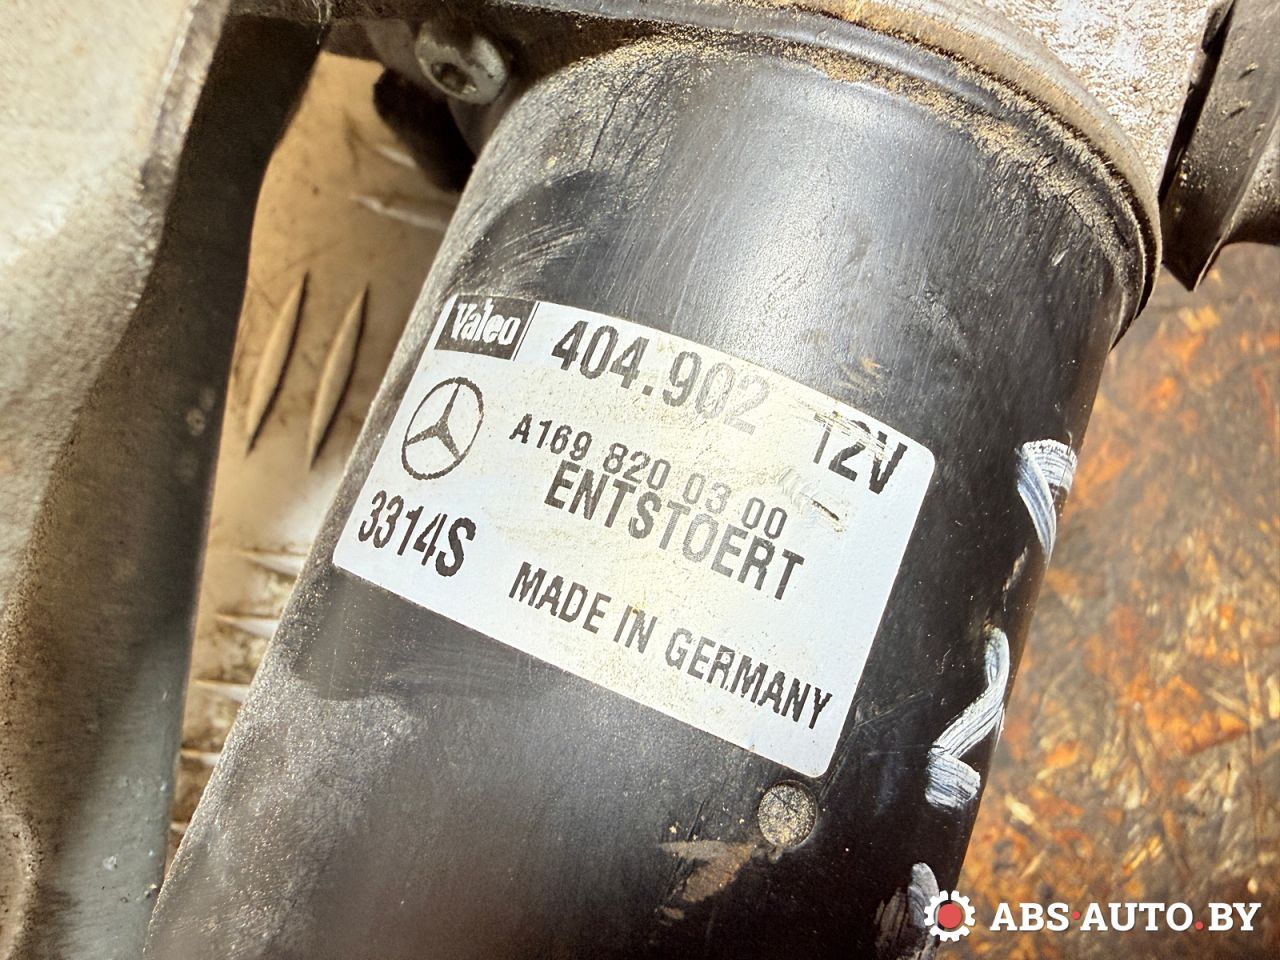 Valeo 404.902 12V
A169 820 03 00
ENTSTOERT
3314S
MADE IN GERMANY
ABS-AUTO.BY